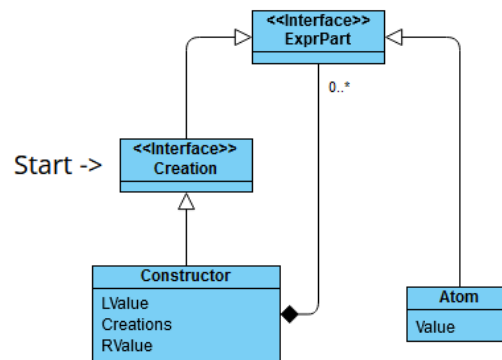 <<Interface>>
ExprPart
0..*
<<Interface>>
Creation
Start ->
Constructor
LValue
Creations
RValue
Atom
Value